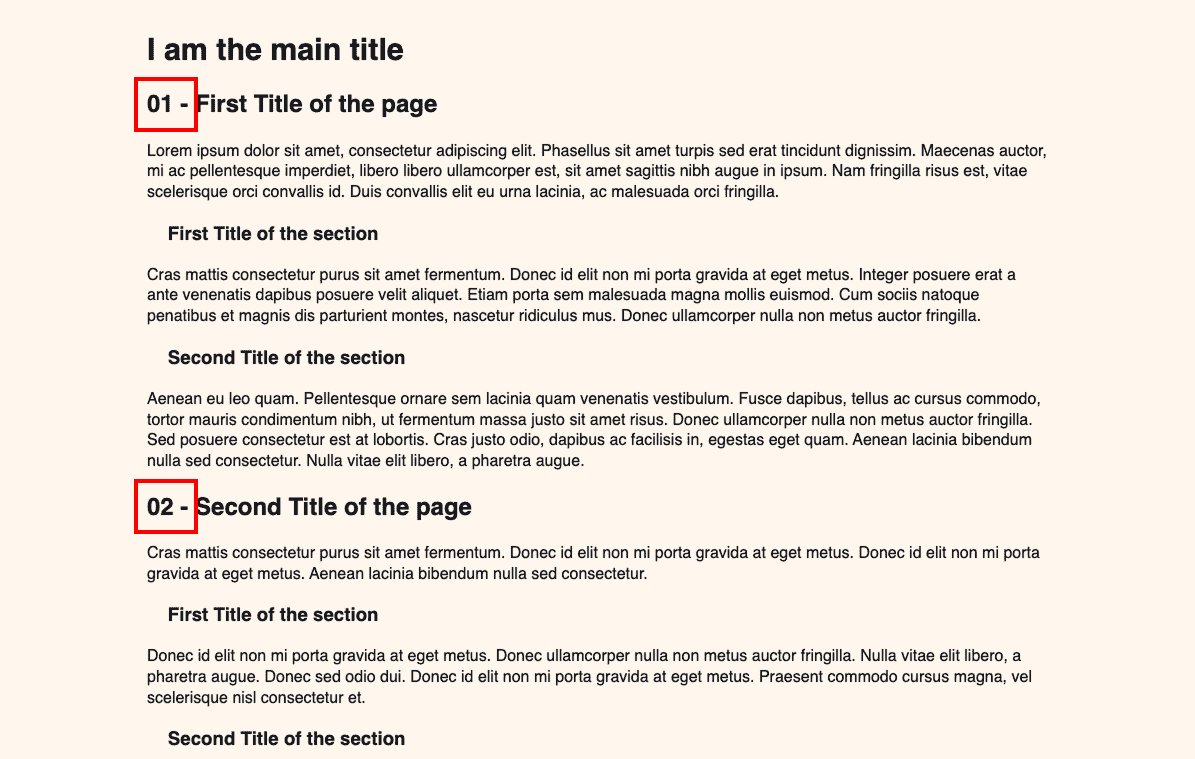 I am the main title
01 - First Title of the page
Lorem ipsum dolor sit amet, consectetur adipiscing elit. Phasellus sit amet turpis sed erat tincidunt dignissim. Maecenas auctor,
mi ac pellentesque imperdiet, libero libero ullamcorper est, sit amet sagittis nibh augue in ipsum. Nam fringilla risus est, vitae
scelerisque orci convallis id. Duis convallis elit eu urna lacinia, ac malesuada orci fringilla.
First Title of the section
Cras mattis consectetur purus sit amet fermentum. Donec id elit non mi porta gravida at eget metus. Integer posuere erat a
ante venenatis dapibus posuere velit aliquet. Etiam porta sem malesuada magna mollis euismod. Cum sociis natoque
penatibus et magnis dis parturient montes, nascetur ridiculus mus. Donec ullamcorper nulla non metus auctor fringilla.
Second Title of the section
Aenean eu leo quam. Pellentesque ornare sem lacinia quam venenatis vestibulum. Fusce dapibus, tellus ac cursus commodo,
tortor mauris condimentum nibh, ut fermentum massa justo sit amet risus. Donec ullamcorper nulla non metus auctor fringilla.
Sed posuere consectetur est at lobortis. Cras justo odio, dapibus ac facilisis in, egestas eget quam. Aenean lacinia bibendum
nulla sed consectetur. Nulla vitae elit libero, a pharetra augue.
02 - Second Title of the page
Cras mattis consectetur purus sit amet fermentum. Donec id elit non mi porta gravida at eget metus. Donec id elit non mi porta
gravida at eget metus. Aenean lacinia bibendum nulla sed consectetur.
First Title of the section
Donec id elit non mi porta gravida at eget metus. Donec ullamcorper nulla non metus auctor fringilla. Nulla vitae elit libero, a
pharetra augue. Donec sed odio dui. Donec id elit non mi porta gravida at eget metus. Praesent commodo cursus magna, vel
scelerisque nisl consectetur et.
Second Title of the section